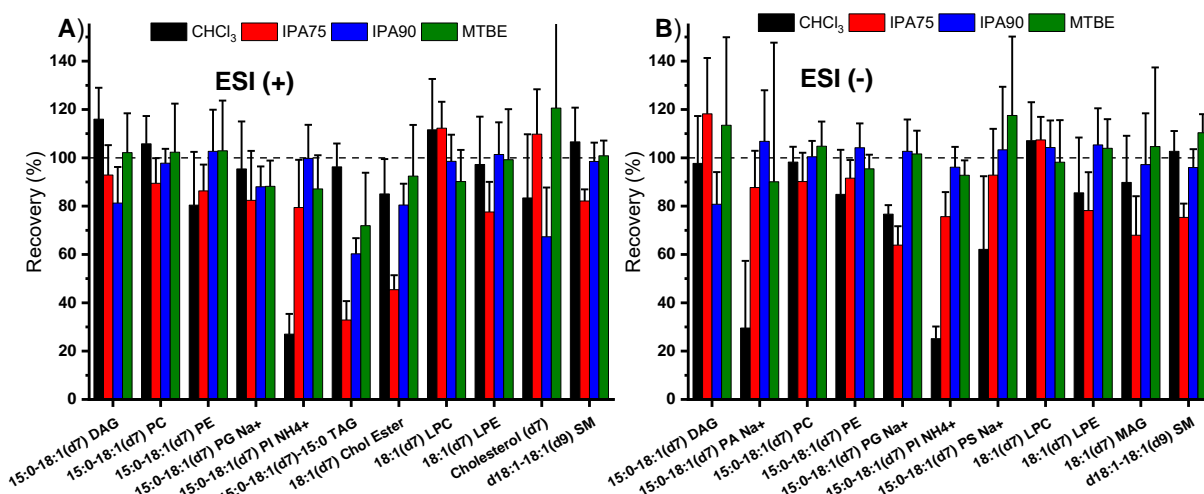 A)
CHCl3 IPA75 IPA90 MTBE
ESI (+)
Recovery (%)
140
120
100
80
60
40
20
0
15:0-18:1(d7) DAG
15:0-18:1(d7) PC
15:0-18:1(d7) PE
15:0-18:1(d7) PG Na+
15:0-18:1(d7) PI NH4+
15:0-18:1(d7)-15:0 TAG
18:1(d7) Chol Ester
18:1(d7) LPC
18:1(d7) LPE
Cholesterol (d7)
d18:1-18:1(d9) SM
B)
CHCl3 IPA75 IPA90 MTBE
ESI (-)
Recovery (%)
140
120
100
80
60
40
20
0
15:0-18:1(d7) DAG
15:0-18:1(d7) PA Na+
15:0-18:1(d7) PC
15:0-18:1(d7) PE
15:0-18:1(d7) PG Na+
15:0-18:1(d7) PI NH4+
15:0-18:1(d7) PS Na+
18:1(d7) LPC
18:1(d7) LPE
18:1(d7) MAG
d18:1-18:1(d9) SM